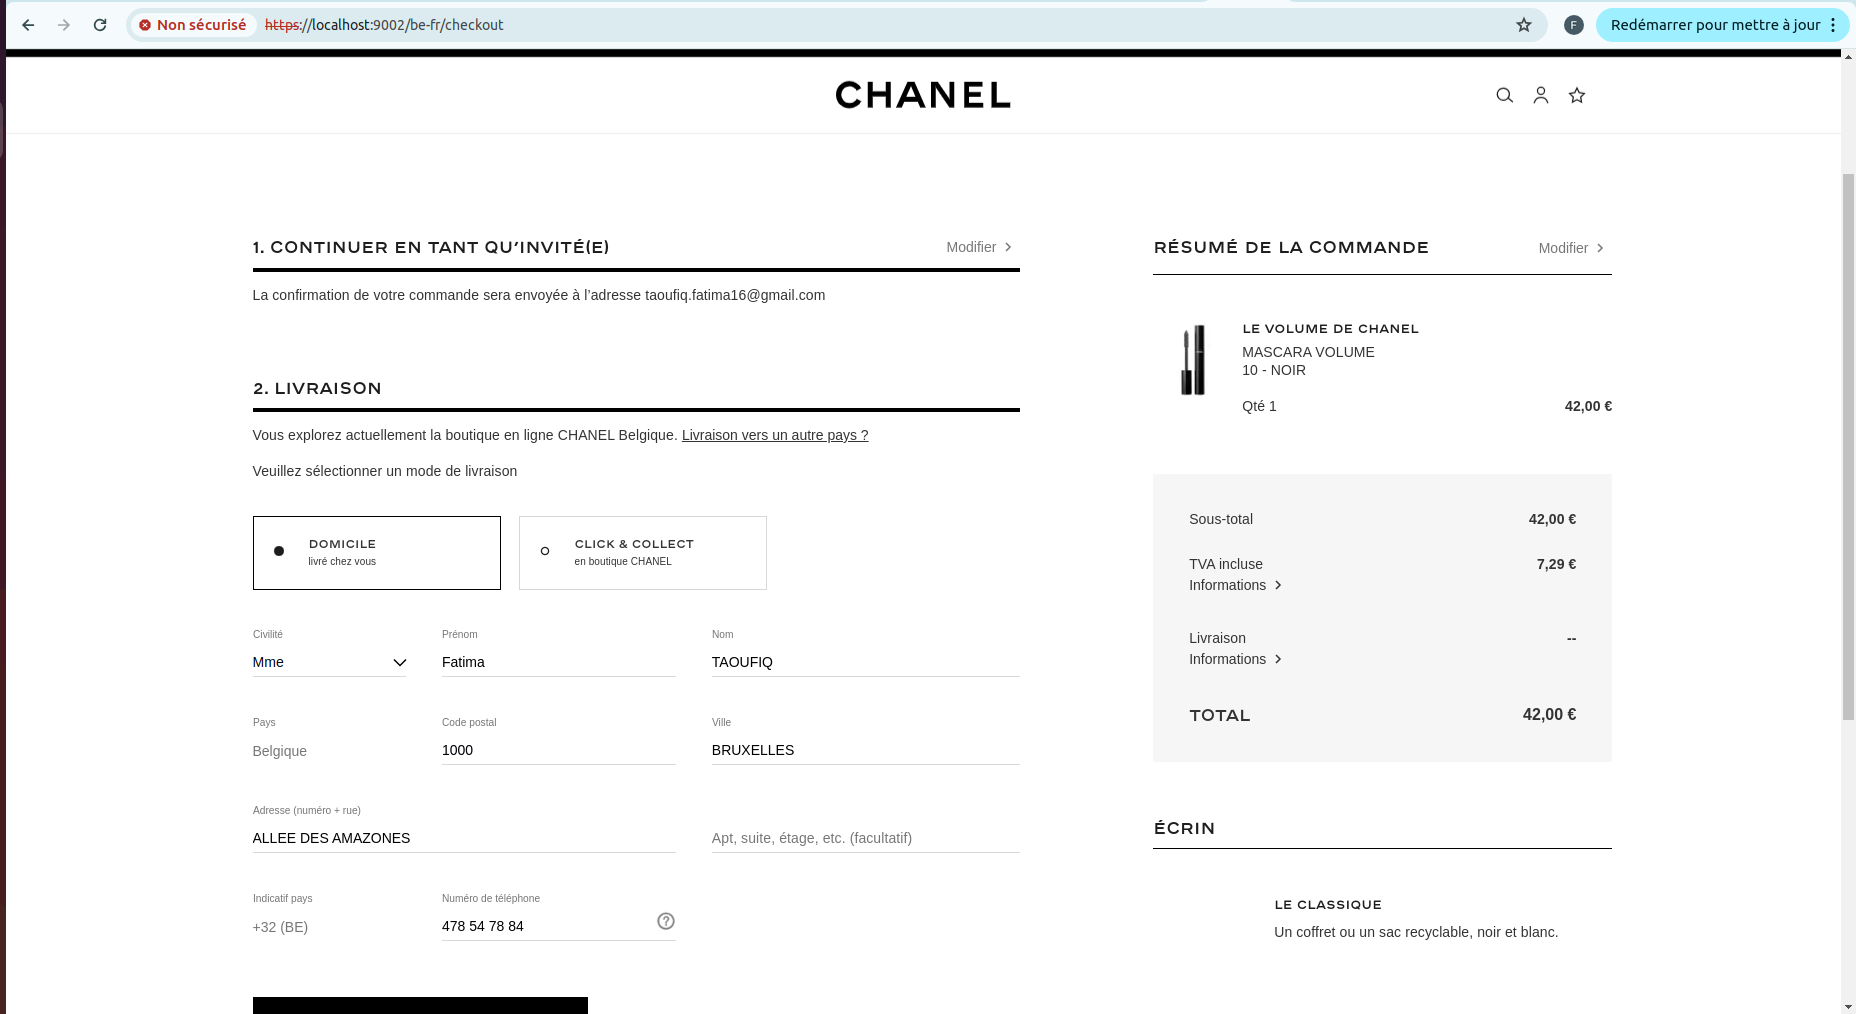 Non sécurisé https://localhost:9002/be-fr/checkout F Redémarrer pour mettre à jour
CHANEL
1. CONTINUER EN TANT QU'INVITÉ(E) Modifier
La confirmation de votre commande sera envoyée à l'adresse taoufiq.fatima16@gmail.com
2. LIVRAISON
Vous explorez actuellement la boutique en ligne CHANEL Belgique. Livraison vers un autre pays ?
Veuillez sélectionner un mode de livraison
DOMICILE
livré chez vous
CLICK & COLLECT
en boutique CHANEL
Civilité Prénom Nom
Mme Fatima TAOUFIQ
Pays Code postal Ville
Belgique 1000 BRUXELLES
Adresse (numéro + rue)
ALLEE DES AMAZONES Apt, suite, étage, etc. (facultatif)
Indicatif pays Numéro de téléphone
+32 (BE) 478 54 78 84 ?
RÉSUMÉ DE LA COMMANDE Modifier
LE VOLUME DE CHANEL
MASCARA VOLUME
10 - NOIR
Qté 1 42,00 €
Sous-total 42,00 €
TVA incluse 7,29 €
Informations
Livraison --
Informations
TOTAL 42,00 €
ÉCRIN
LE CLASSIQUE
Un coffret ou un sac recyclable, noir et blanc.